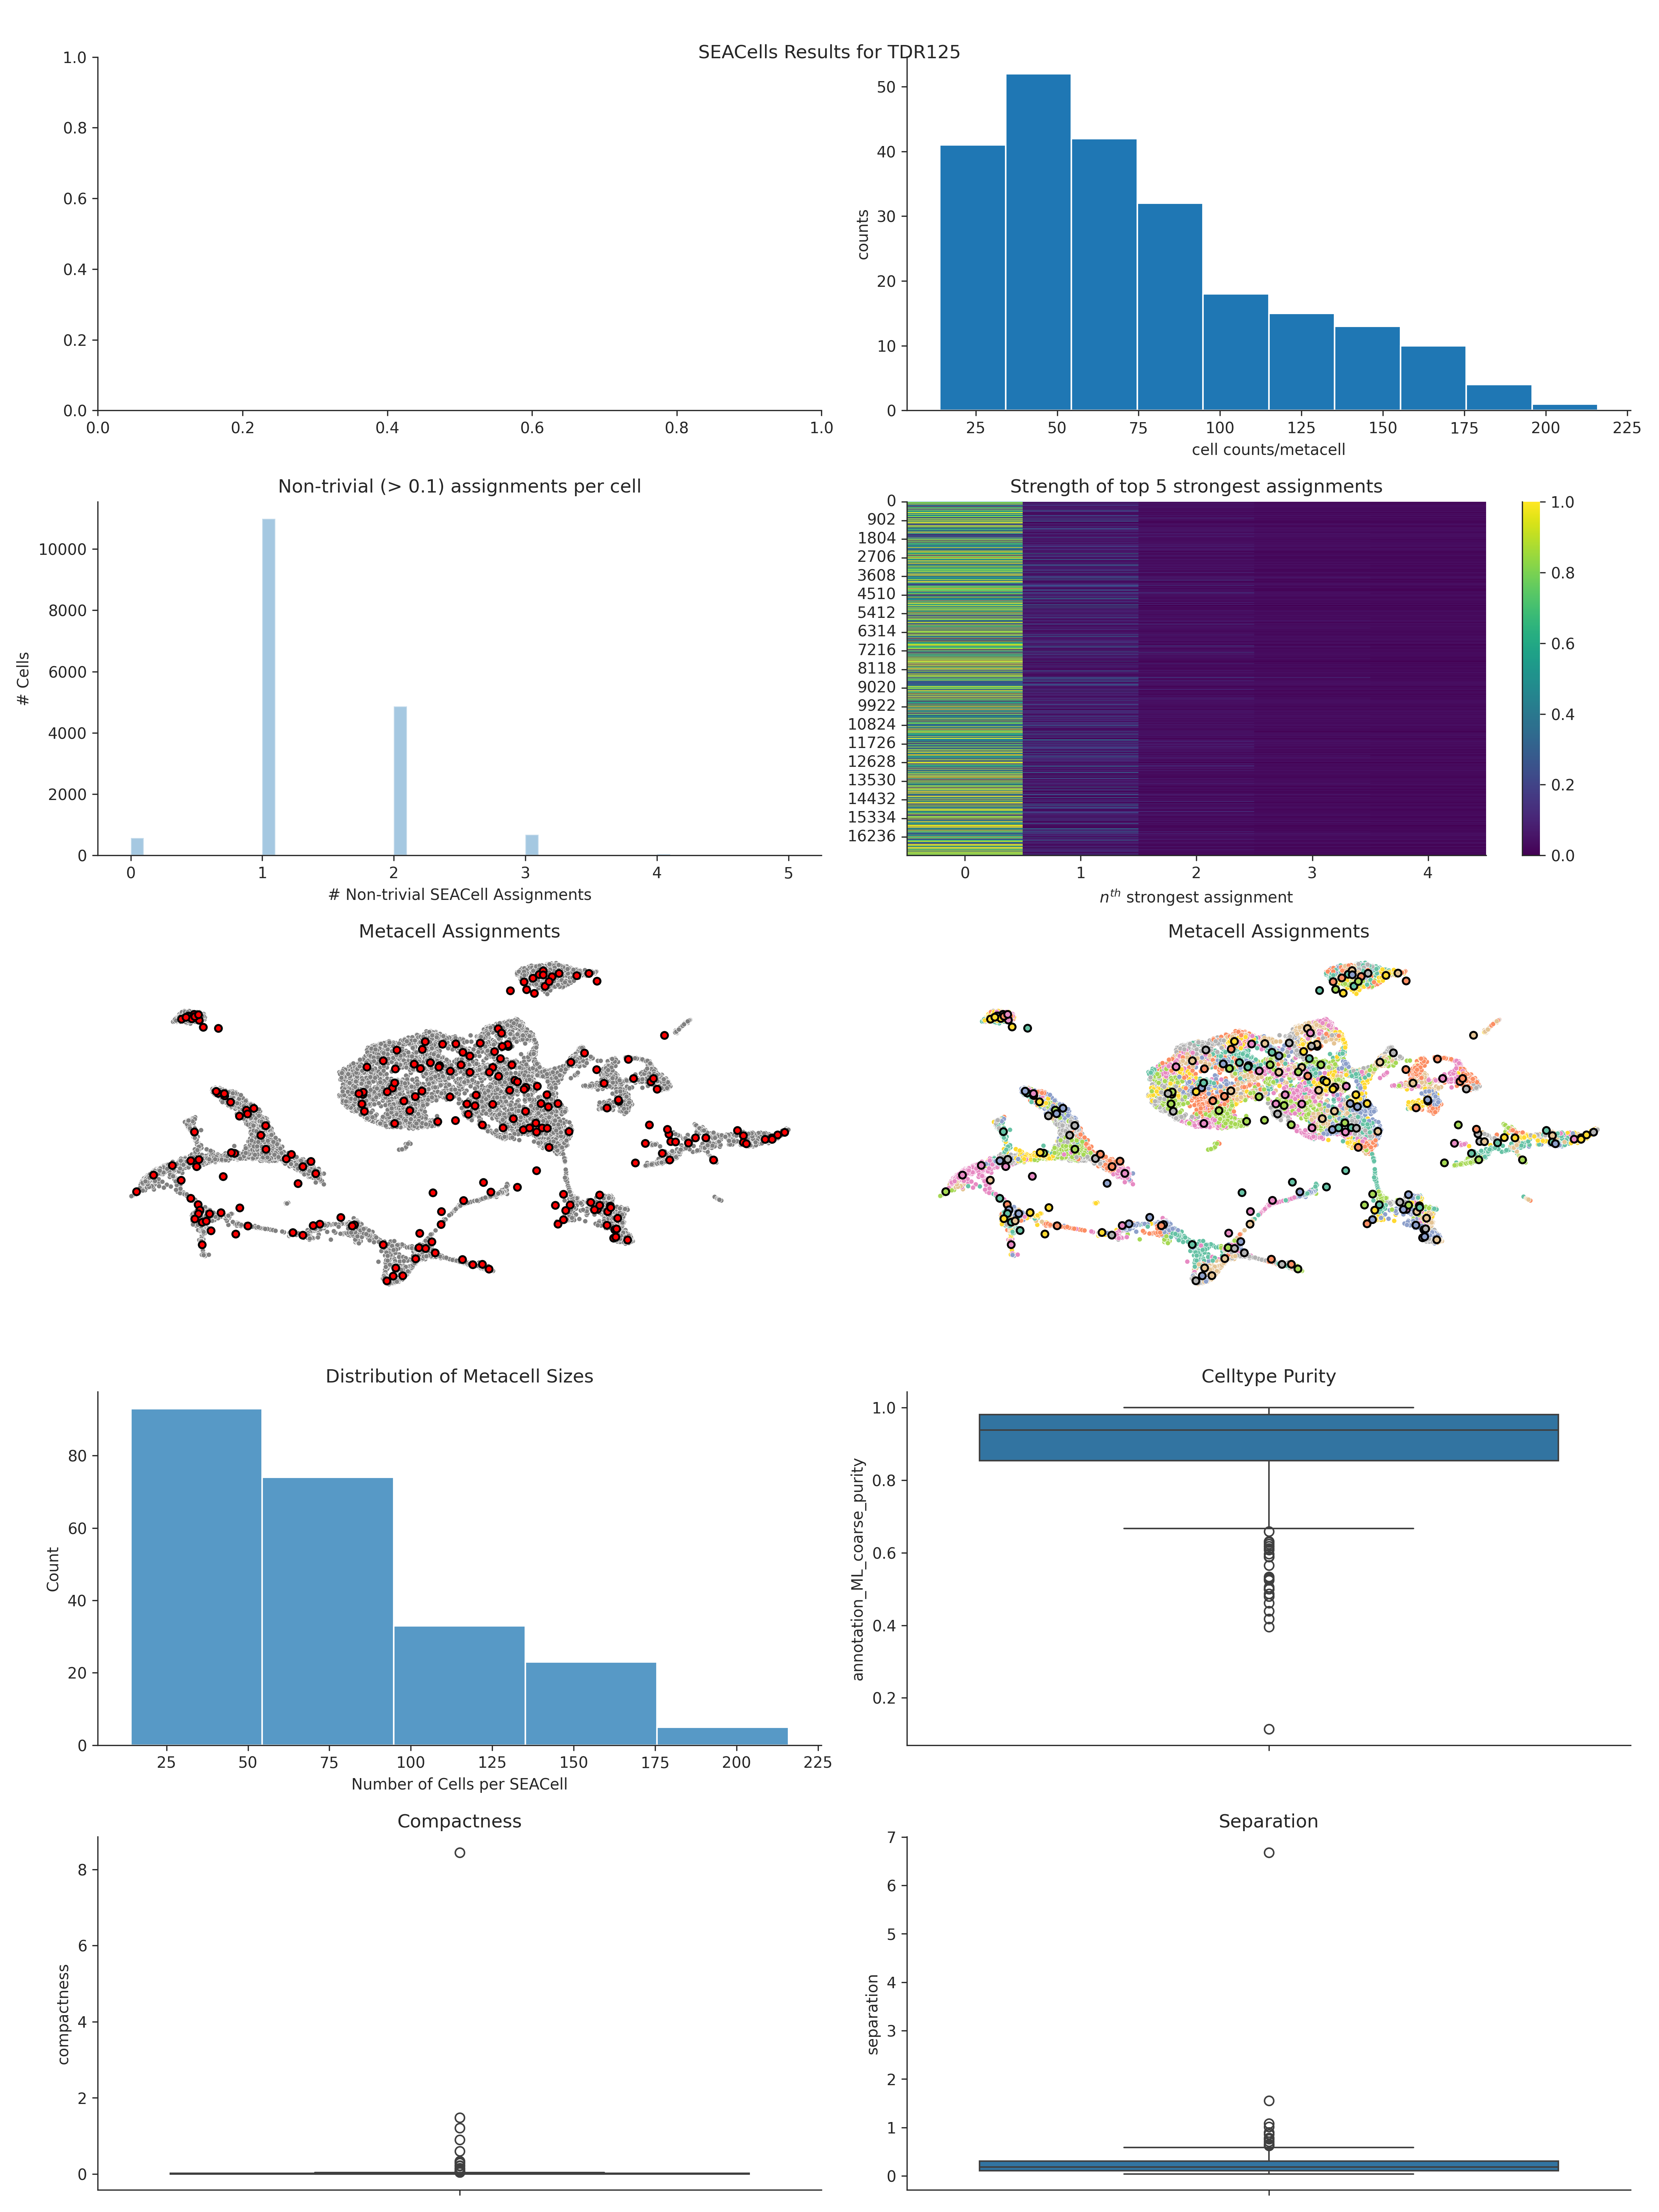 SEACells Results for TDR125
1.0
0.8
0.6
0.4
0.2
0.0
0.0 0.2 0.4 0.6 0.8 1.0
50
40
30
20
10
0
counts
25 50 75 100 125 150 175 200 225
cell counts/metacell
Non-trivial (> 0.1) assignments per cell
10000
8000
6000
4000
2000
0
# Cells
0 1 2 3 4 5
# Non-trivial SEACell Assignments
Strength of top 5 strongest assignments
0
902
1804
2706
3608
4510
5412
6314
7216
8118
9020
9922
10824
11726
12628
13530
14432
15334
16236
0 1 2 3 4
nth strongest assignment
1.0
0.8
0.6
0.4
0.2
0.0
Metacell Assignments
Metacell Assignments
Distribution of Metacell Sizes
80
60
40
20
0
Count
25 50 75 100 125 150 175 200 225
Number of Cells per SEACell
Celltype Purity
1.0
0.8
0.6
0.4
0.2
annotation_ML_coarse_purity
Compactness
8
6
4
2
0
compactness
Separation
7
6
5
4
3
2
1
0
separation